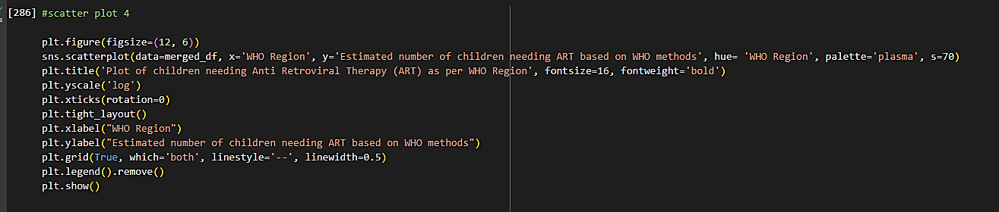 [286] #scatter plot 4
plt.figure(figsize=(12, 6))
sns.scatterplot(data=merged_df, x='WHO Region', y='Estimated number of children needing ART based on WHO methods', hue= 'WHO Region', palette='plasma', s=70)
plt.title('Plot of children needing Anti Retroviral Therapy (ART) as per WHO Region', fontsize=16, fontweight='bold')
plt.yscale('log')
plt.xticks(rotation=0)
plt.tight_layout()
plt.xlabel("WHO Region")
plt.ylabel("Estimated number of children needing ART based on WHO methods")
plt.grid(True, which='both', linestyle='--', linewidth=0.5)
plt.legend().remove()
plt.show()